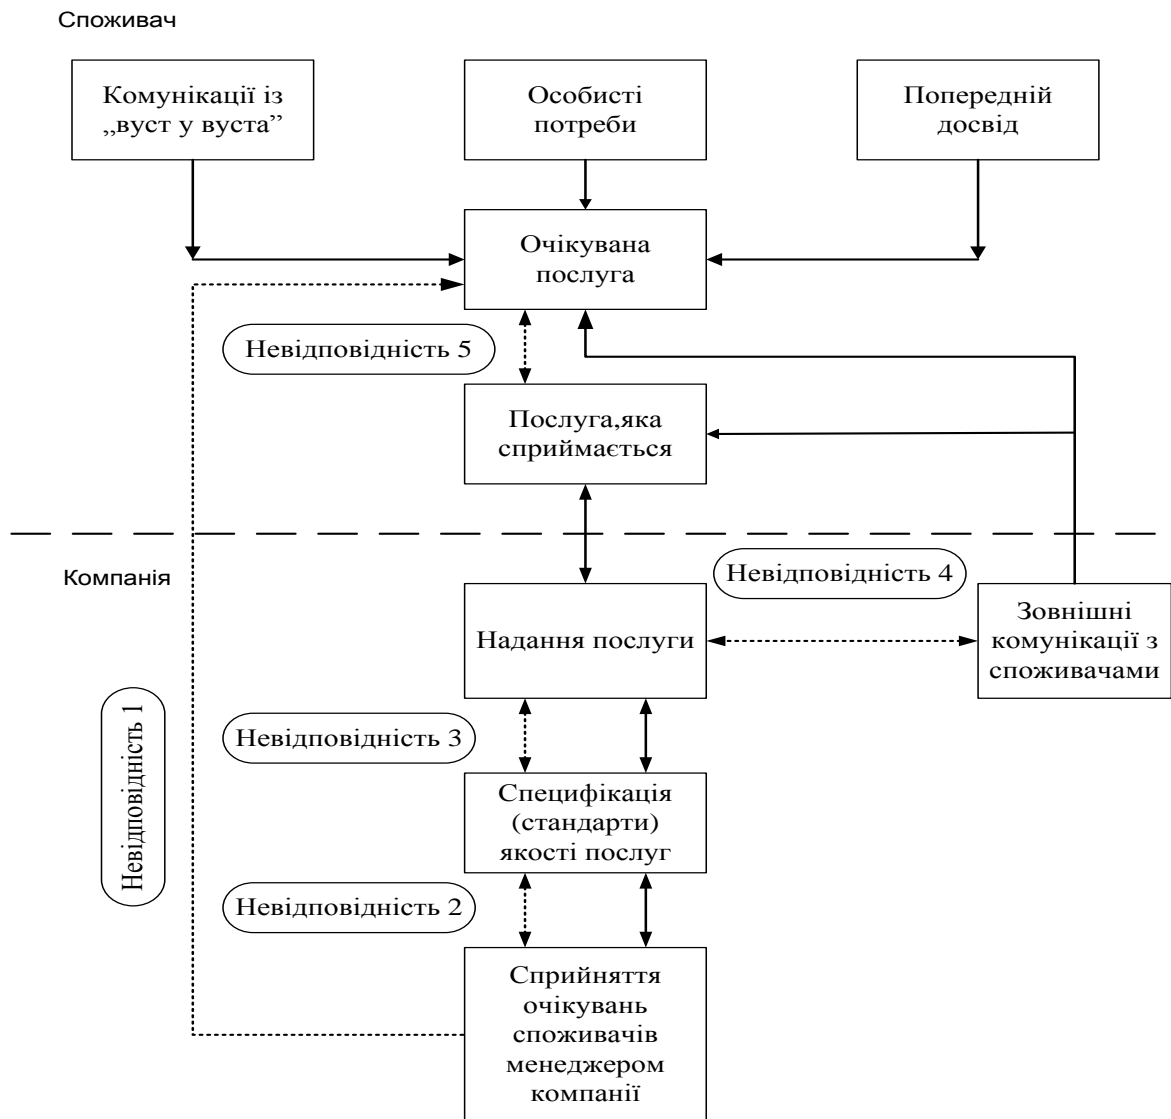 Споживач
Комунікації із
„вуст у вуста”
Особисті
потреби
Попередній
досвід
Очікувана
послуга
Невідповідність 5
Послуга,яка
сприймається
Компанія
Невідповідність 4
Надання послуги
Зовнішні
комунікації з
споживачами
Невідповідність 1
Невідповідність 3
Специфікація
(стандарти)
якості послуг
Невідповідність 2
Сприйняття
очікувань
споживачів
менеджером
компанії